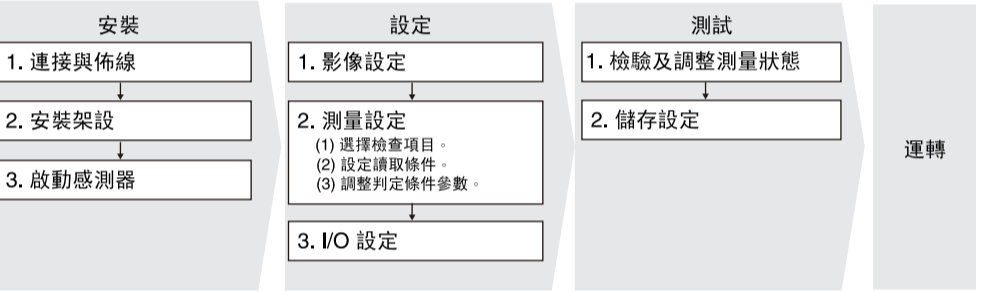 安裝
1. 連接與佈線
2. 安裝架設
3. 啟動感測器
設定
1. 影像設定
2. 測量設定
(1) 選擇檢查項目。
(2) 設定讀取條件。
(3) 調整判定條件參數。
3. I/O 設定
測試
1. 檢驗及調整測量狀態
2. 儲存設定
運轉